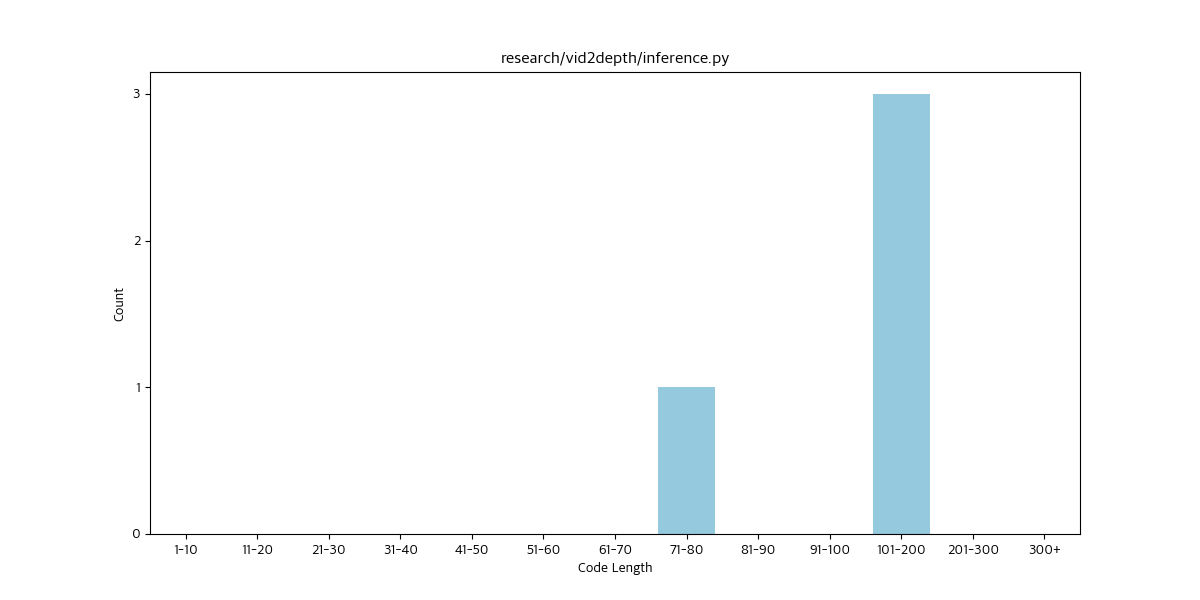 research/vid2depth/inference.py
3
2
1
0
Count
1-10 11-20 21-30 31-40 41-50 51-60 61-70 71-80 81-90 91-100 101-200 201-300 300+
Code Length